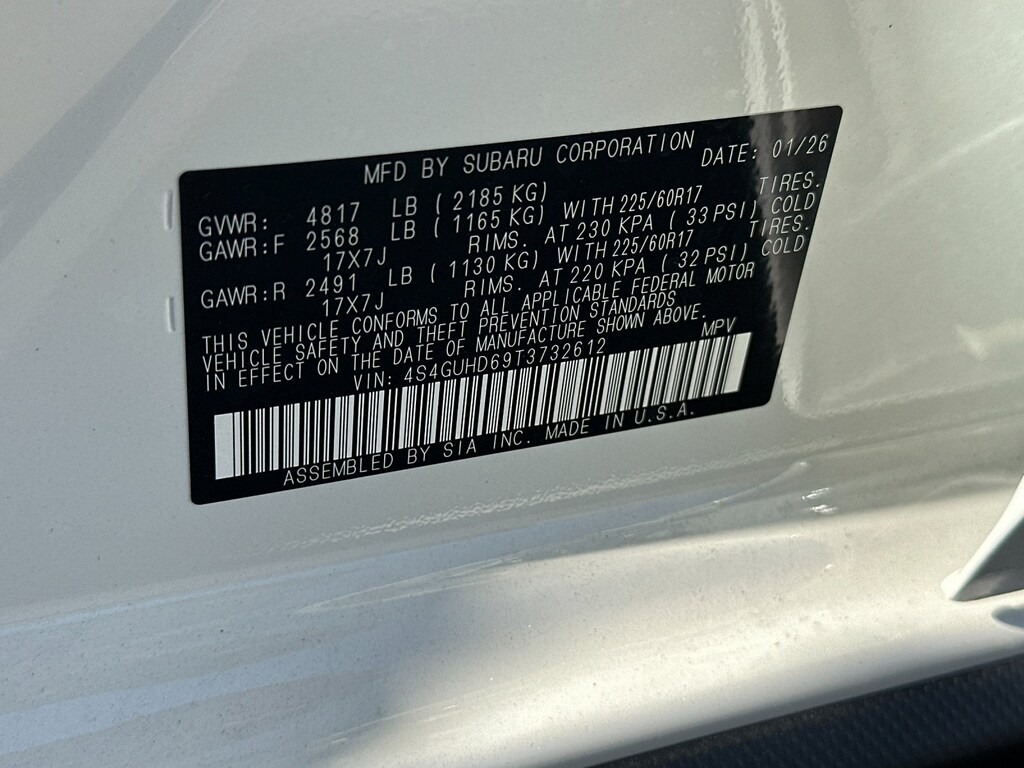 MFD BY SUBARU CORPORATION DATE: 01/26
GVWR: 4817 LB ( 2185 KG)
GAWR:F 2568 LB ( 1165 KG) WITH 225/60R17 TIRES.
17X7J RIMS. AT 230 KPA ( 33 PSI) COLD
GAWR:R 2491 LB ( 1130 KG) WITH 225/60R17 TIRES.
17X7J RIMS. AT 220 KPA ( 32 PSI) COLD
THIS VEHICLE CONFORMS TO ALL APPLICABLE FEDERAL MOTOR
VEHICLE SAFETY AND THEFT PREVENTION STANDARDS
IN EFFECT ON THE DATE OF MANUFACTURE SHOWN ABOVE.
VIN: 4S4GUHD69T3732612 MPV
ASSEMBLED BY SIA INC. MADE IN U.S.A.